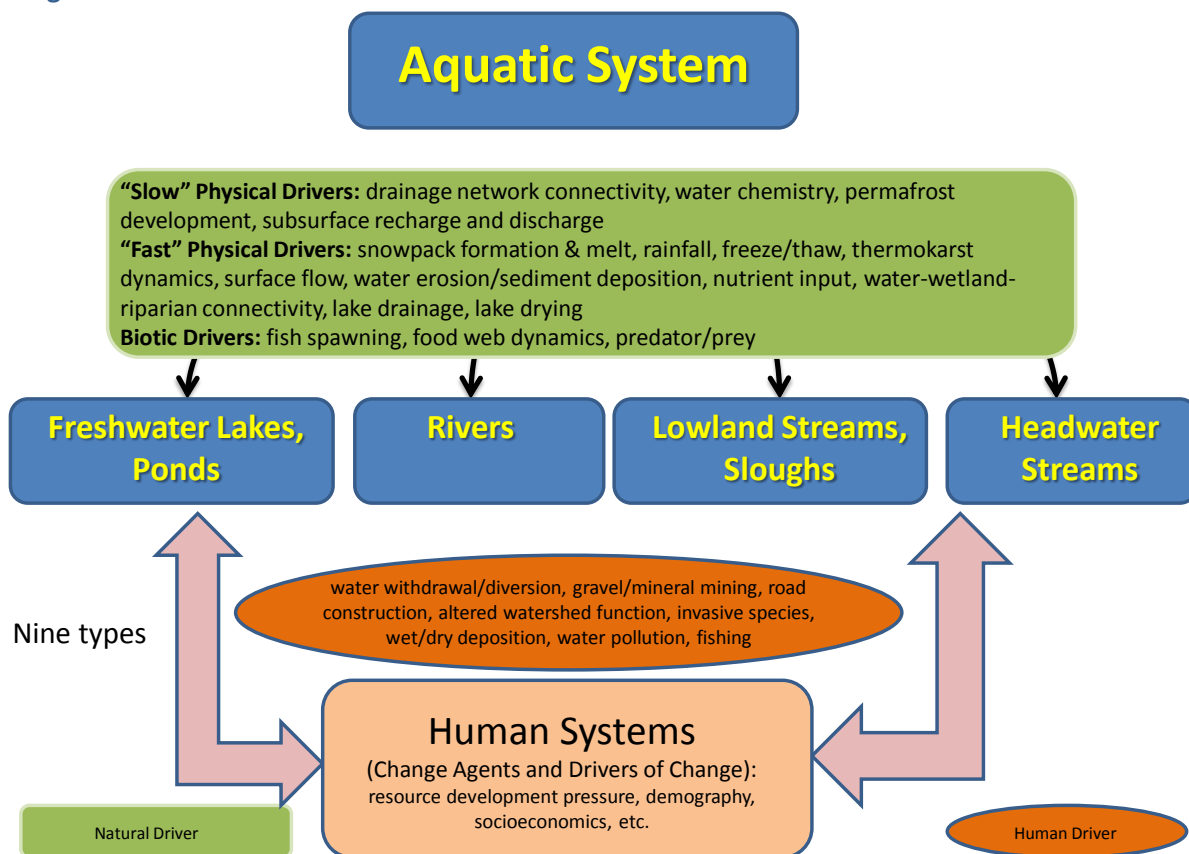 Aquatic System
“Slow” Physical Drivers: drainage network connectivity, water chemistry, permafrost
development, subsurface recharge and discharge
“Fast” Physical Drivers: snowpack formation & melt, rainfall, freeze/thaw, thermokarst
dynamics, surface flow, water erosion/sediment deposition, nutrient input, water-wetland-
riparian connectivity, lake drainage, lake drying
Biotic Drivers: fish spawning, food web dynamics, predator/prey
Freshwater Lakes,
Ponds
Rivers
Lowland Streams,
Sloughs
Headwater
Streams
water withdrawal/diversion, gravel/mineral mining, road
construction, altered watershed function, invasive species,
wet/dry deposition, water pollution, fishing
Nine types
Human Systems
(Change Agents and Drivers of Change):
resource development pressure, demography,
socioeconomics, etc.
Natural Driver
Human Driver